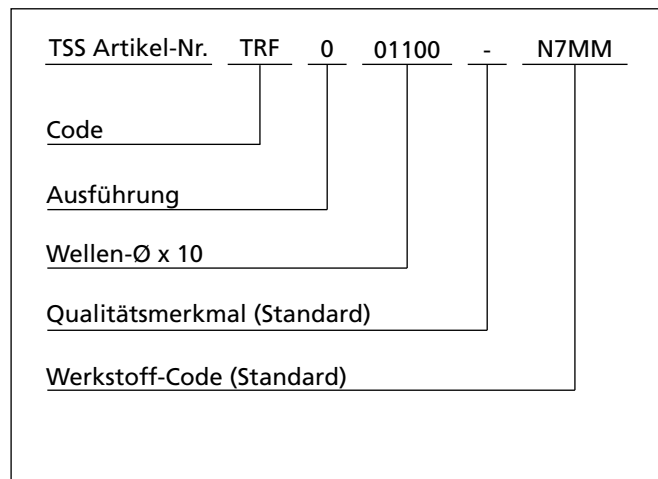 TSS Artikel-Nr. TRF 0 01100 - N7MM
Code
Ausführung
Wellen-Ø x 10
Qualitätsmerkmal (Standard)
Werkstoff-Code (Standard)